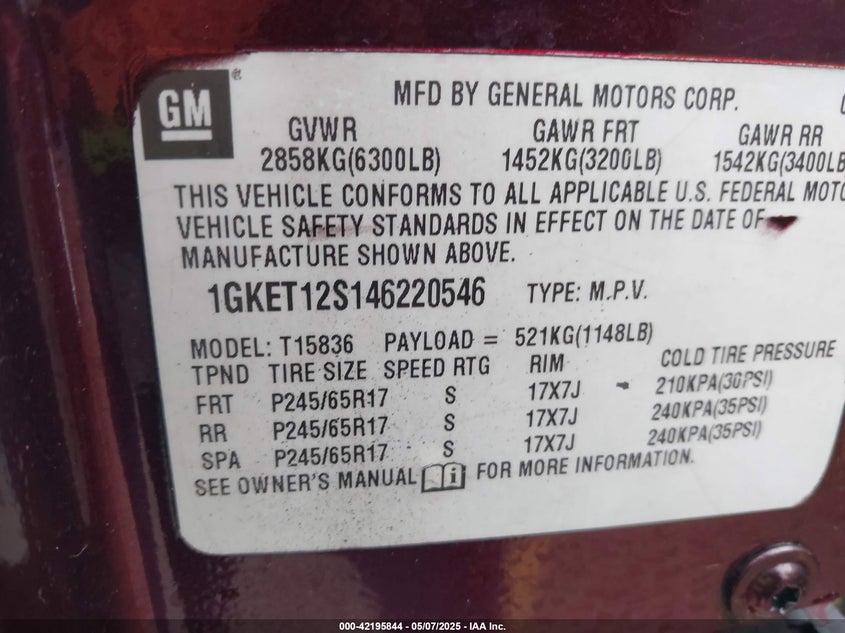 GM®
MFD BY GENERAL MOTORS CORP.
GVWR GAWR FRT GAWR RR
2858KG(6300LB) 1452KG(3200LB) 1542KG(3400LB
THIS VEHICLE CONFORMS TO ALL APPLICABLE U.S. FEDERAL MOTO
VEHICLE SAFETY STANDARDS IN EFFECT ON THE DATE OF
MANUFACTURE SHOWN ABOVE.
1GKET12S146220546 TYPE: M.P.V.
MODEL: T15836 PAYLOAD = 521KG(1148LB)
TPND TIRE SIZE SPEED RTG RIM COLD TIRE PRESSURE
FRT P245/65R17 S 17X7J 210KPA(30PSI)
RR P245/65R17 S 17X7J 240KPA(35PSI)
SPA P245/65R17 S 17X7J 240KPA(35PSI)
SEE OWNER'S MANUAL i FOR MORE INFORMATION.
000-42195844 - 05/07/2025 - IAA Inc.